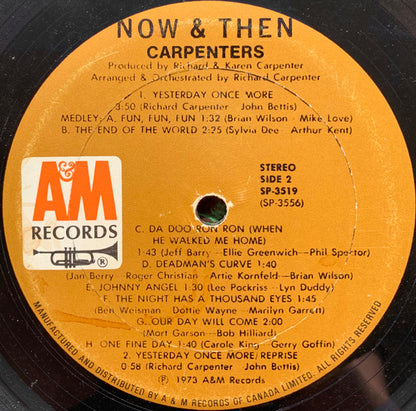 NOW & THEN
CARPENTERS
Produced by Richard & Karen Carpenter
Arranged & Orchestrated by Richard Carpenter
1. YESTERDAY ONCE MORE
3:50 (Richard Carpenter John Bettis)
MEDLEY: A. FUN, FUN, FUN 1:32 (Brian Wilson - Mike Love)
B. THE END OF THE WORLD 2:25 (Sylvia Dee - Arthur Kent)
STEREO
SIDE 2
SP-3519
(SP-3556)
A&M
RECORDS
C. DA DOO RON RON (WHEN
HE WALKED ME HOME)
1:43 (Jeff Barry - Ellie Greenwich - Phil Spektor)
D. DEADMAN'S CURVE 1:40
(Jan Berry - Roger Christian - Artie Kornfeld - Brian Wilson)
E. JOHNNY ANGEL 1:30 (Lee Pockriss - Lyn Duddy)
F. THE NIGHT HAS A THOUSAND EYES 1:45
(Ben Weisman - Dottie Wayne - Marilyn Garrett)
G. OUR DAY WILL COME 2:00
(Mort Garson - Bob Hilliard)
H. ONE FINE DAY 1:40 (Carole King - Gerry Goffin)
2. YESTERDAY ONCE MORE/REPRISE
0:58 (Richard Carpenter John Bettis)
℗ 1973 A&M Records
MANUFACTURED AND DISTRIBUTED BY A & M RECORDS OF CANADA LIMITED. ALL RIGHTS RESERVED